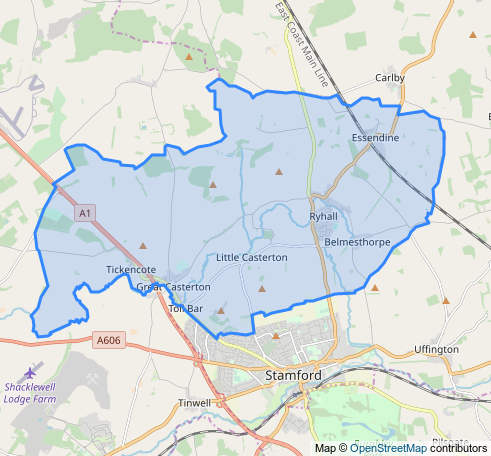 East Coast Main Line
Carlby
Essendine
A1
Ryhall
Belmesthorpe
Little Casterton
Tickencote
Great Casterton
Toll Bar
A606
Uffington
Shacklewell
Lodge Farm
Stamford
Tinwell
Map © OpenStreetMap contributors